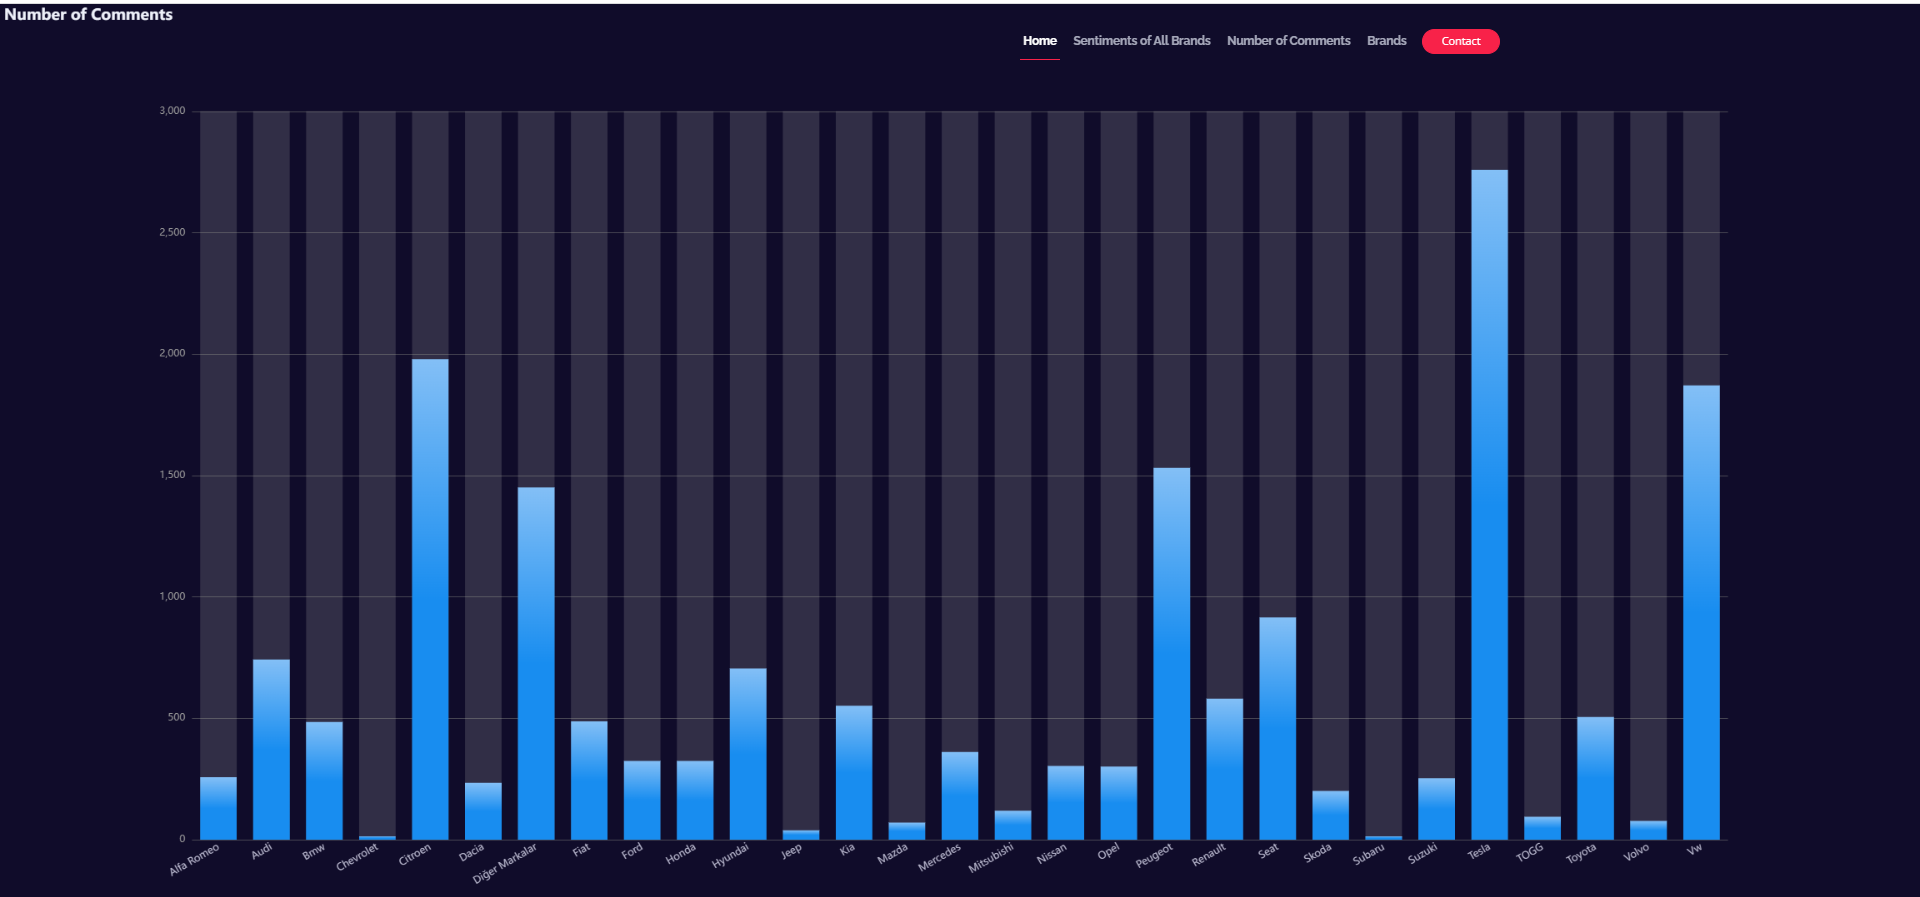 Number of Comments
Home Sentiments of All Brands Number of Comments Brands Contact
3,000
2,500
2,000
1,500
1,000
500
0
Alfa Romeo Audi Bmw Chevrolet Citroen Dacia Diğer Markalar Fiat Ford Honda Hyundai Jeep Kia Mazda Mercedes Mitsubishi Nissan Opel Peugeot Renault Seat Skoda Subaru Suzuki Tesla TOGG Toyota Volvo Vw